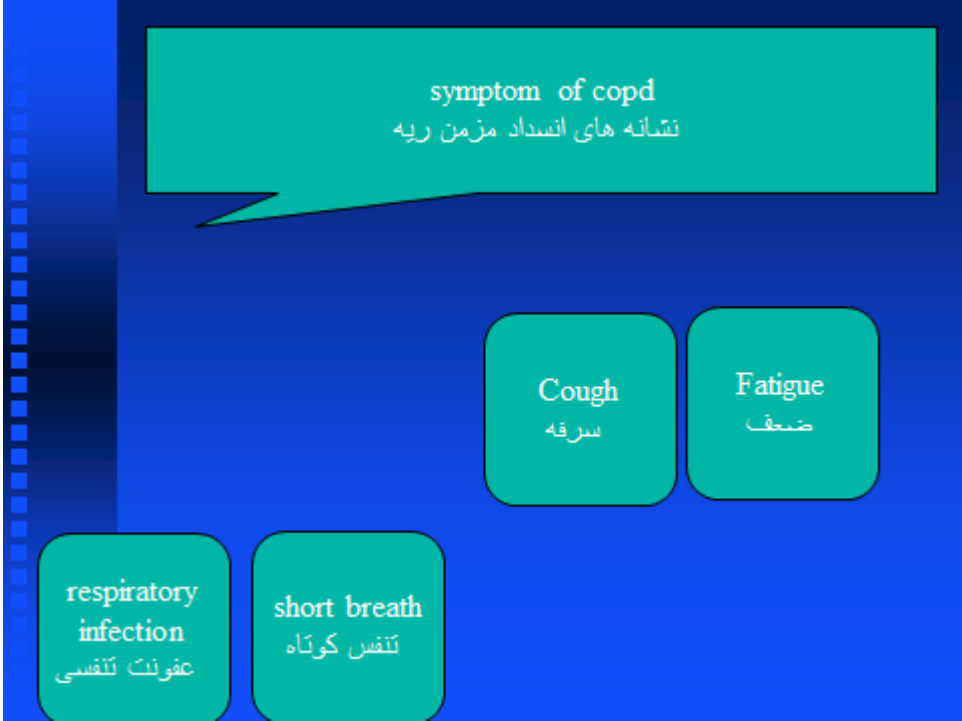 symptom of copd
نشانه های انسداد مزمن ریه
Cough
سرفه
Fatigue
ضعف
respiratory
infection
عفونت تنفسی
short breath
تنفس کوتاه